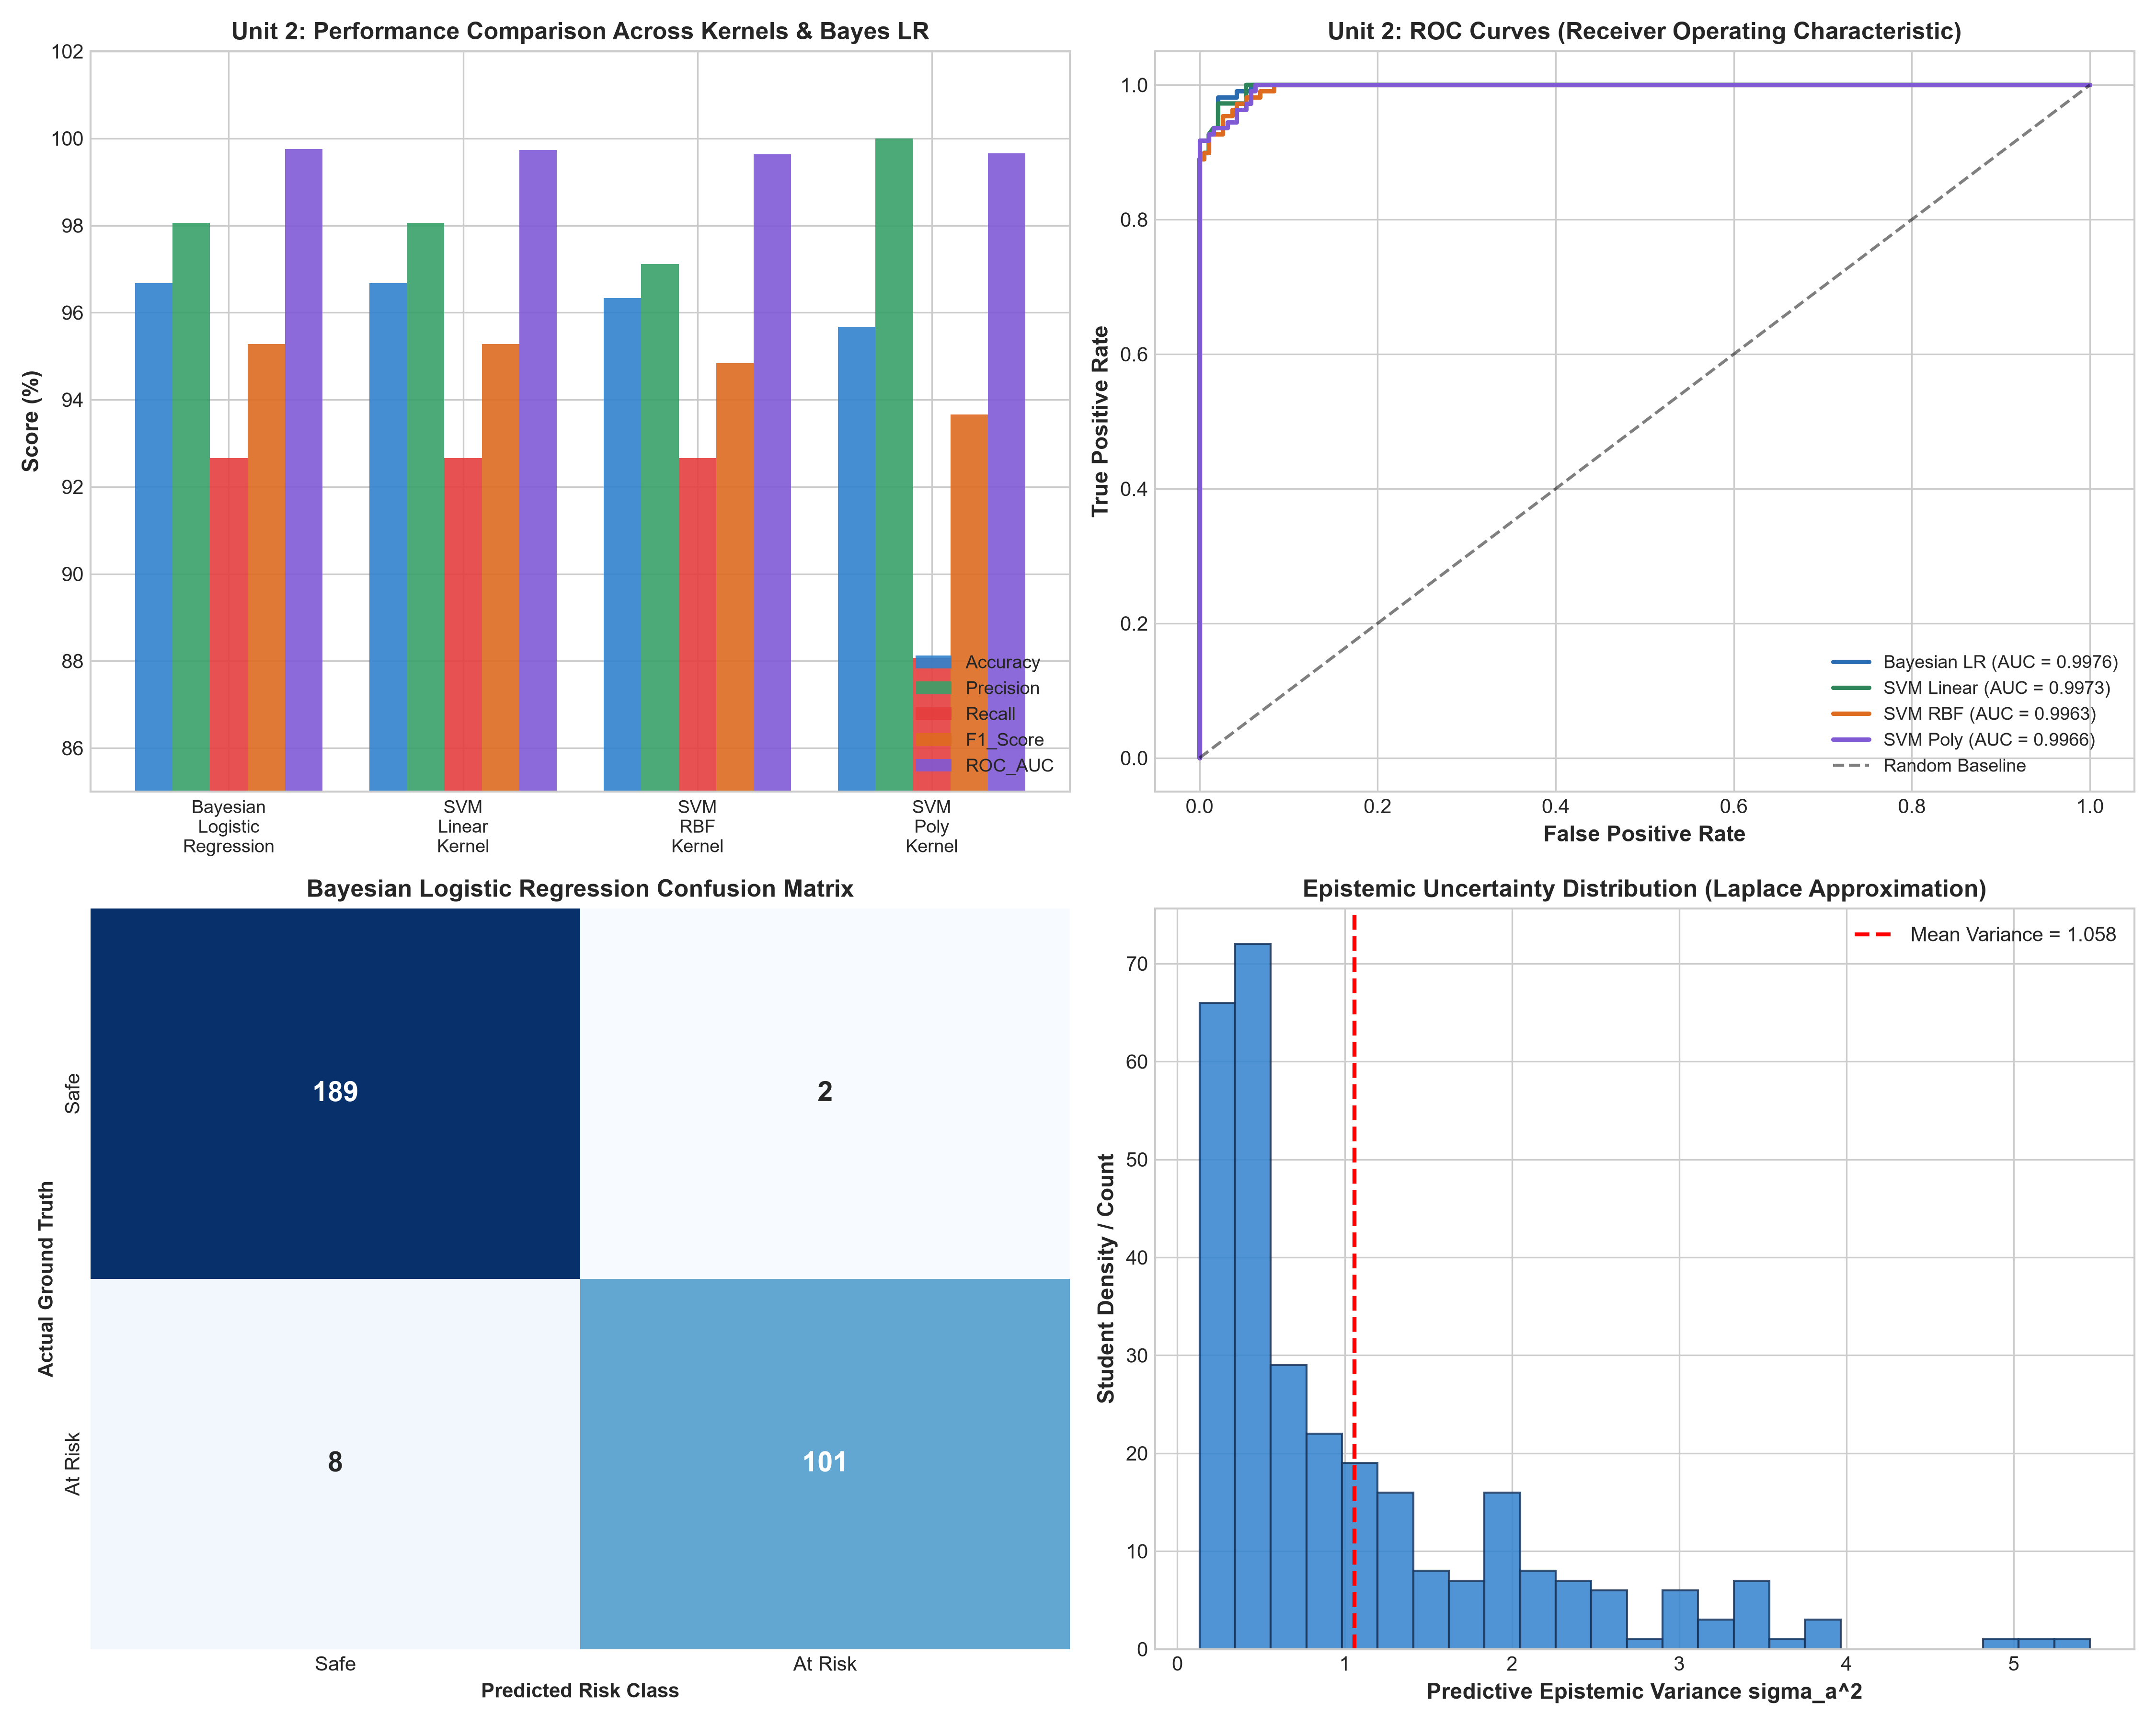 Unit 2: Performance Comparison Across Kernels & Bayes LR
Score (%)
102
100
98
96
94
92
90
88
86
Accuracy
Precision
Recall
F1_Score
ROC_AUC
Bayesian
Logistic
Regression
SVM
Linear
Kernel
SVM
RBF
Kernel
SVM
Poly
Kernel
Unit 2: ROC Curves (Receiver Operating Characteristic)
True Positive Rate
1.0
0.8
0.6
0.4
0.2
0.0
Bayesian LR (AUC = 0.9976)
SVM Linear (AUC = 0.9973)
SVM RBF (AUC = 0.9963)
SVM Poly (AUC = 0.9966)
Random Baseline
0.0 0.2 0.4 0.6 0.8 1.0
False Positive Rate
Bayesian Logistic Regression Confusion Matrix
Actual Ground Truth
Safe
189 2
At Risk
8 101
Safe At Risk
Predicted Risk Class
Epistemic Uncertainty Distribution (Laplace Approximation)
Student Density / Count
Mean Variance = 1.058
70
60
50
40
30
20
10
0
0 1 2 3 4 5
Predictive Epistemic Variance sigma_a^2